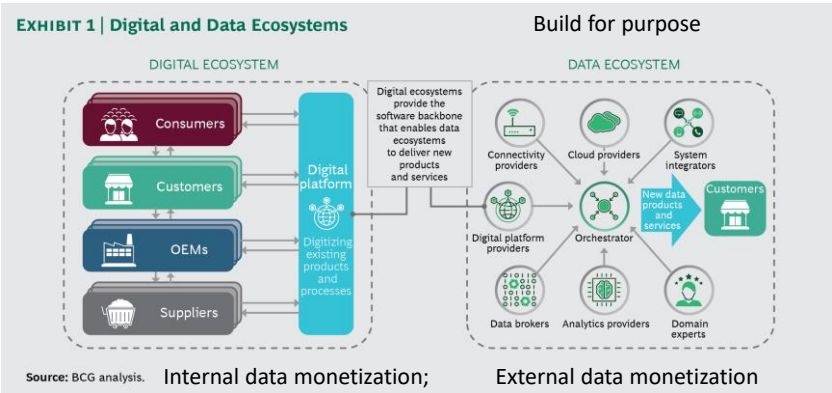 EXHIBIT 1 | Digital and Data Ecosystems
Build for purpose
DIGITAL ECOSYSTEM
Consumers
Customers
OEMs
Suppliers
Digital
platform
Digitizing
existing
products
and
processes
Digital ecosystems
provide the
software backbone
that enables data
ecosystems
to deliver new
products
and services
DATA ECOSYSTEM
Connectivity
providers
Cloud providers
System
integrators
Digital platform
providers
Orchestrator
New data
products
and
services
Customers
Data brokers
Analytics providers
Domain
experts
Source: BCG analysis.
Internal data monetization;
External data monetization